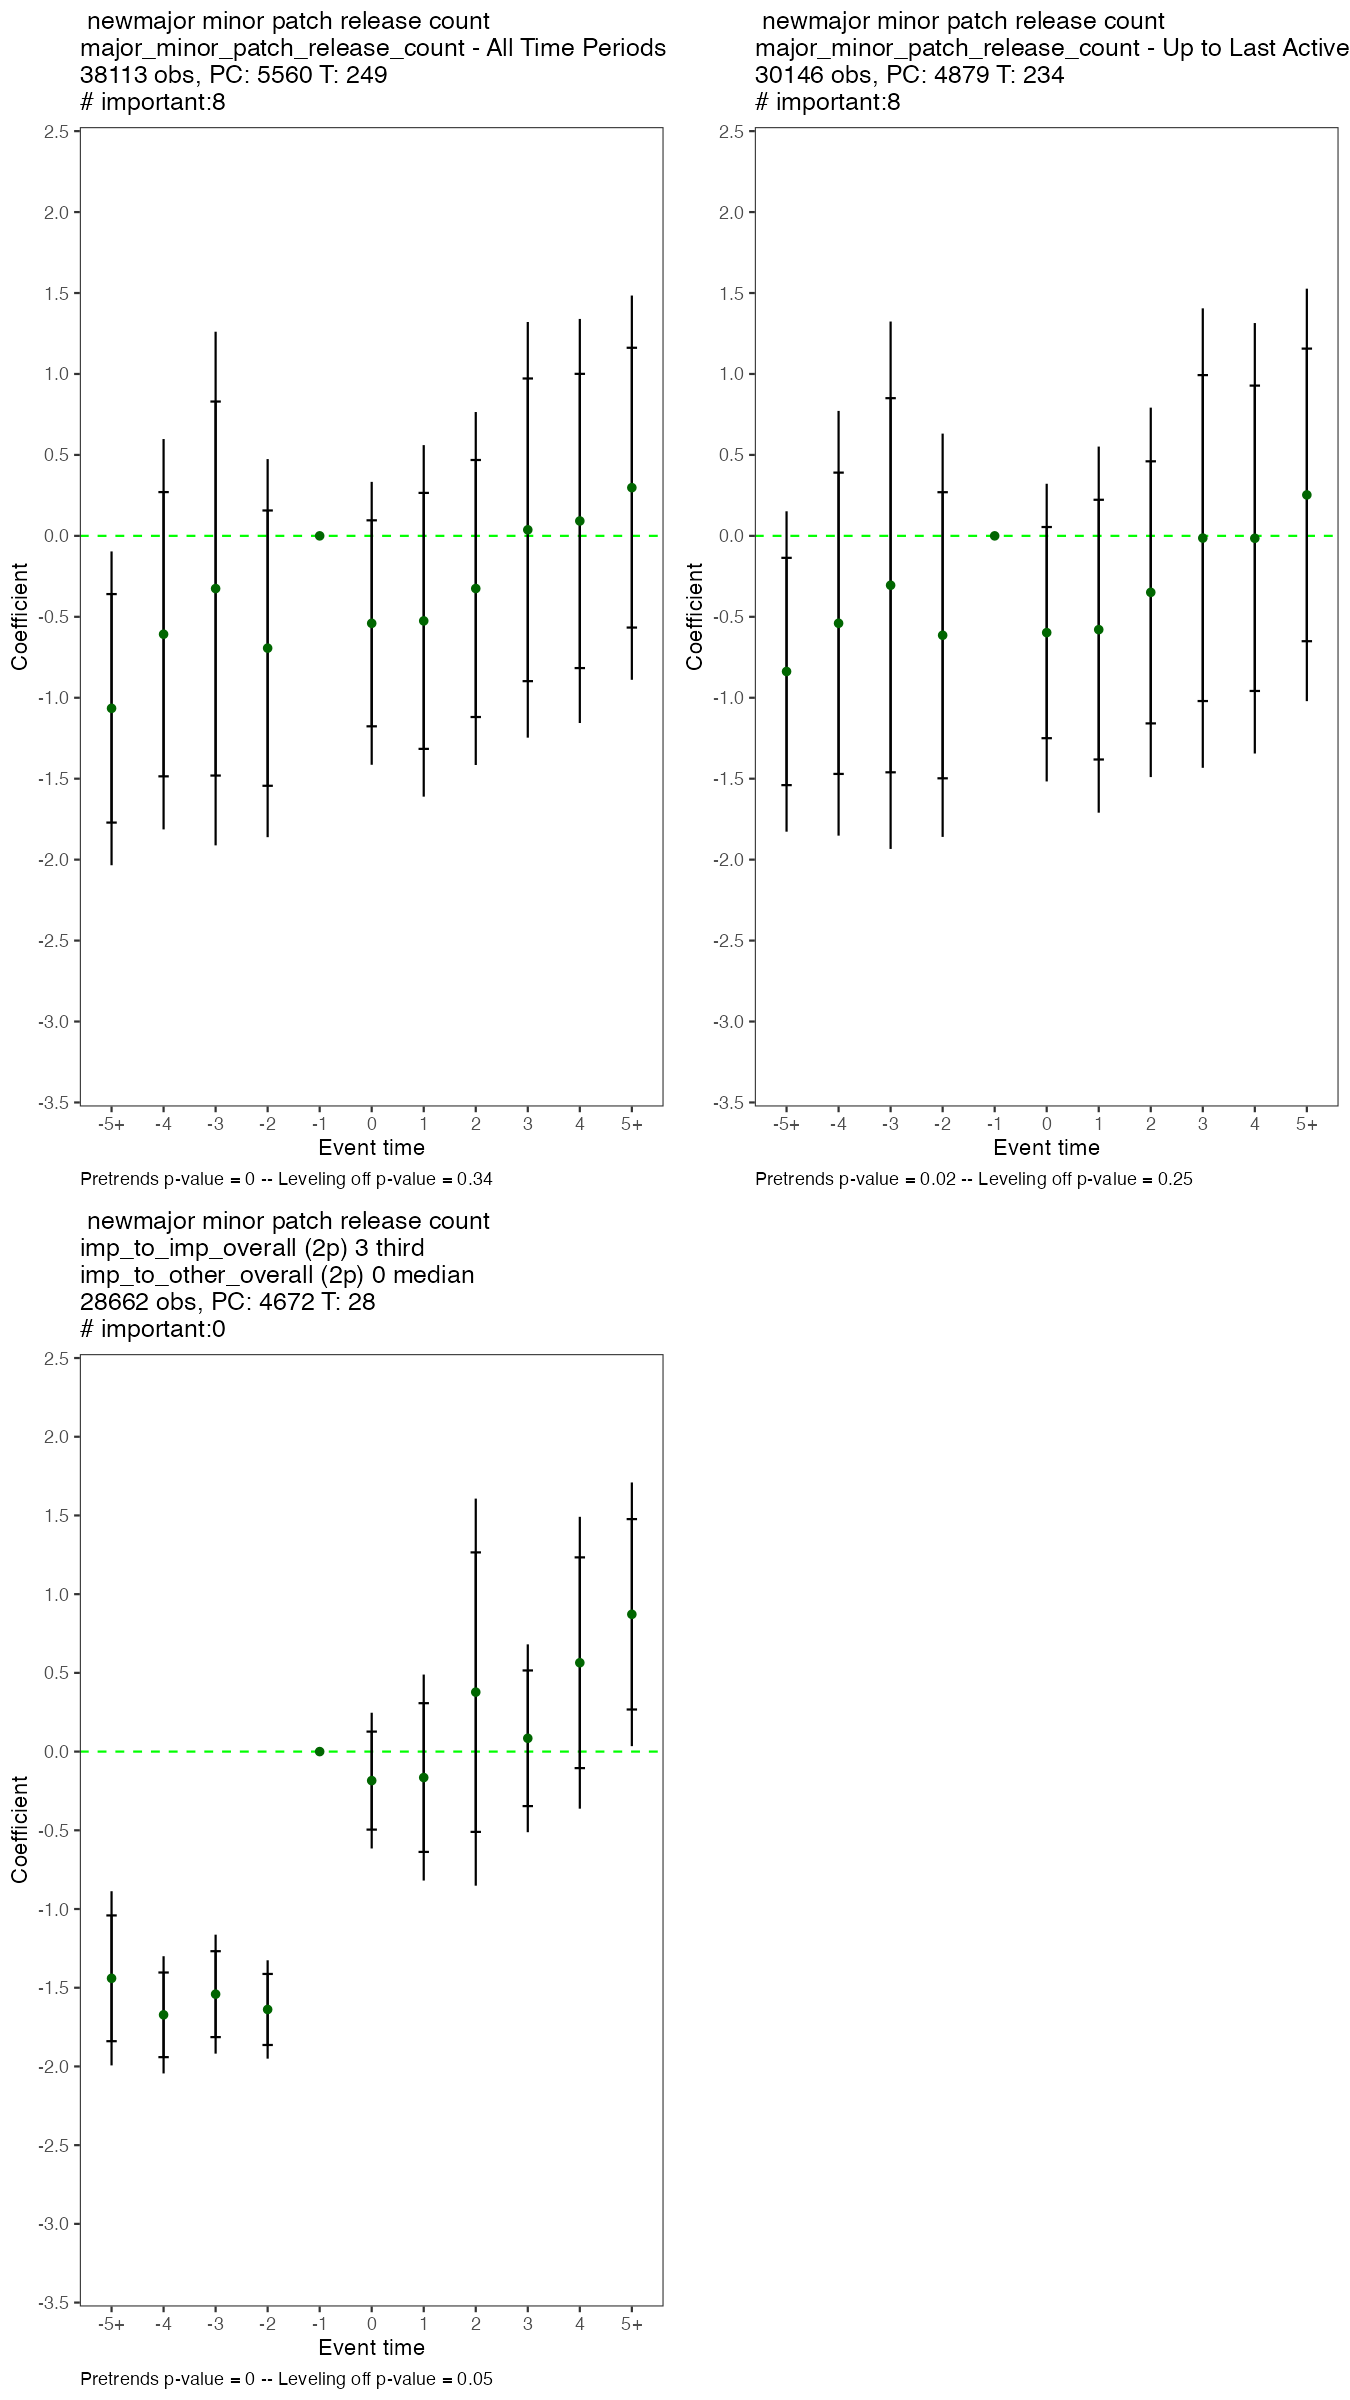 newmajor minor patch release count
major_minor_patch_release_count - All Time Periods
38113 obs, PC: 5560 T: 249
# important:8
2.5
2.0
1.5
1.0
0.5
0.0
-0.5
-1.0
-1.5
-2.0
-2.5
-3.0
-3.5
Coefficient
-5+ -4 -3 -2 -1 0 1 2 3 4 5+
Event time
Pretrends p-value = 0 -- Leveling off p-value = 0.34
newmajor minor patch release count
major_minor_patch_release_count - Up to Last Active
30146 obs, PC: 4879 T: 234
# important:8
2.5
2.0
1.5
1.0
0.5
0.0
-0.5
-1.0
-1.5
-2.0
-2.5
-3.0
-3.5
Coefficient
-5+ -4 -3 -2 -1 0 1 2 3 4 5+
Event time
Pretrends p-value = 0.02 -- Leveling off p-value = 0.25
newmajor minor patch release count
imp_to_imp_overall (2p) 3 third
imp_to_other_overall (2p) 0 median
28662 obs, PC: 4672 T: 28
# important:0
2.5
2.0
1.5
1.0
0.5
0.0
-0.5
-1.0
-1.5
-2.0
-2.5
-3.0
-3.5
Coefficient
-5+ -4 -3 -2 -1 0 1 2 3 4 5+
Event time
Pretrends p-value = 0 -- Leveling off p-value = 0.05